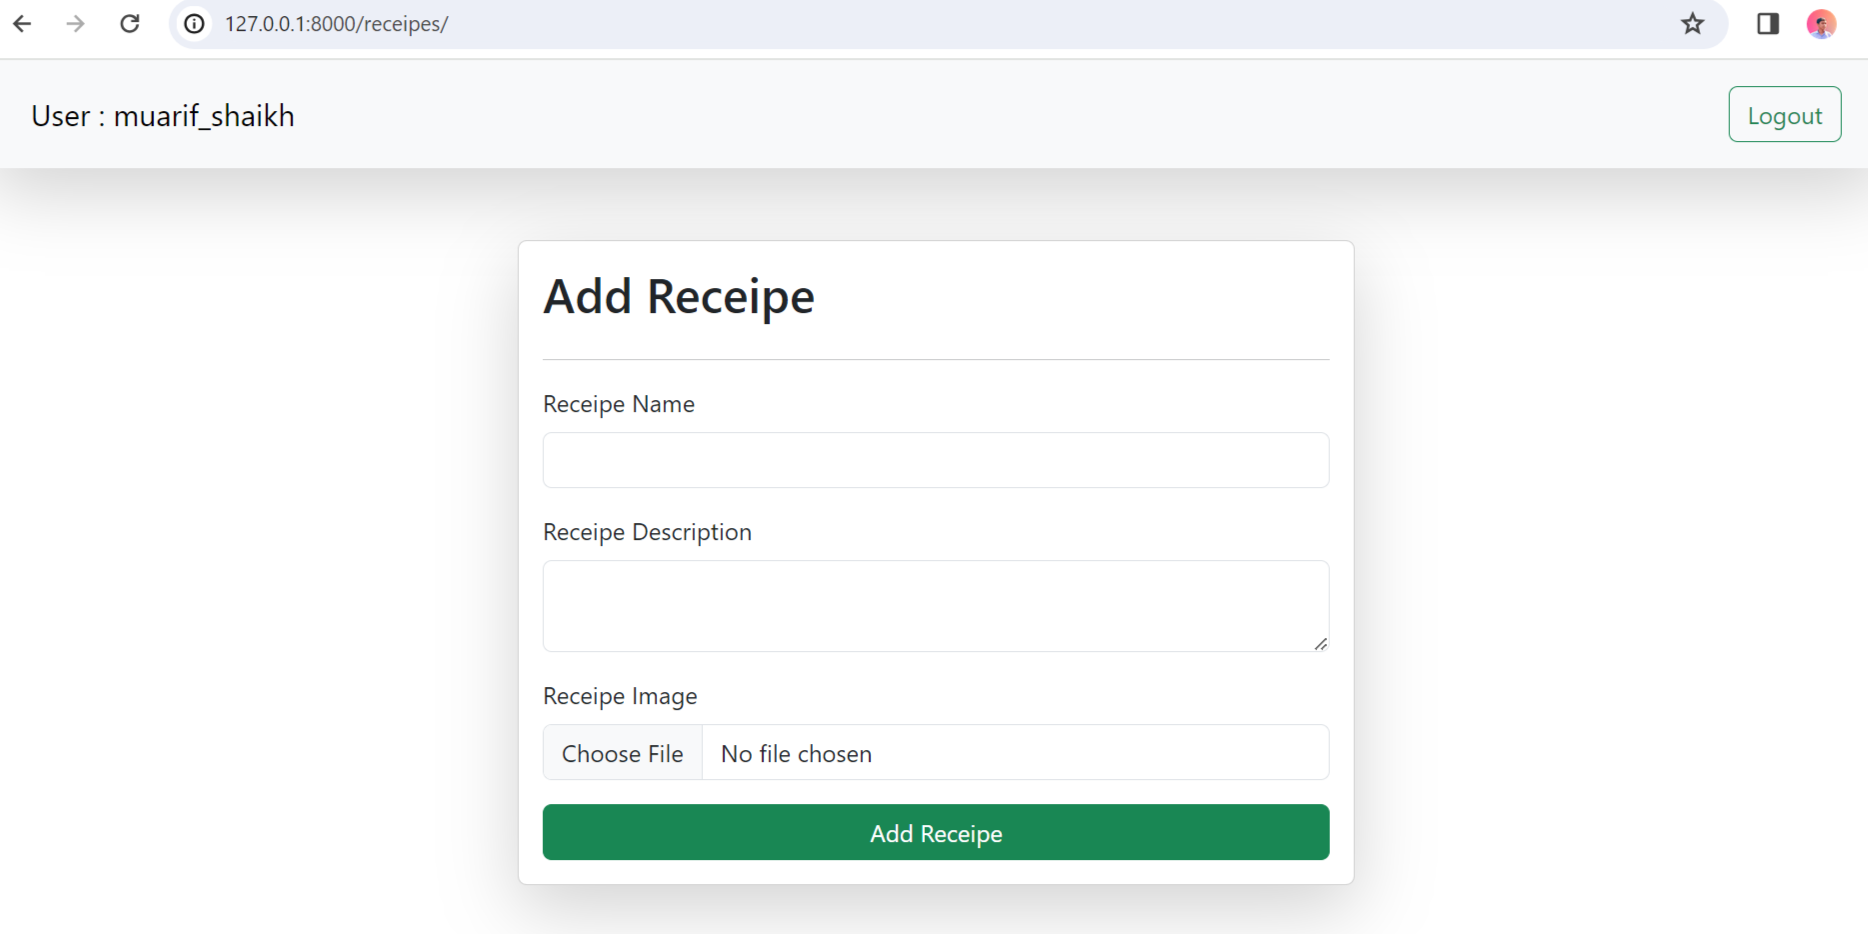 127.0.0.1:8000/receipes/
User : muarif_shaikh
Logout
Add Receipe
Receipe Name
Receipe Description
Receipe Image
Choose File No file chosen
Add Receipe